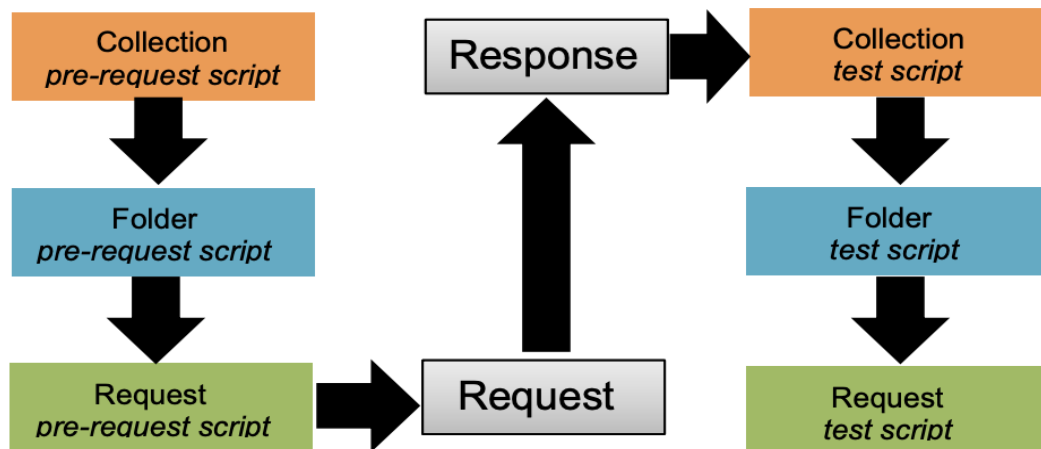 Collection
pre-request script
Folder
pre-request script
Request
pre-request script
Request
Response
Collection
test script
Folder
test script
Request
test script